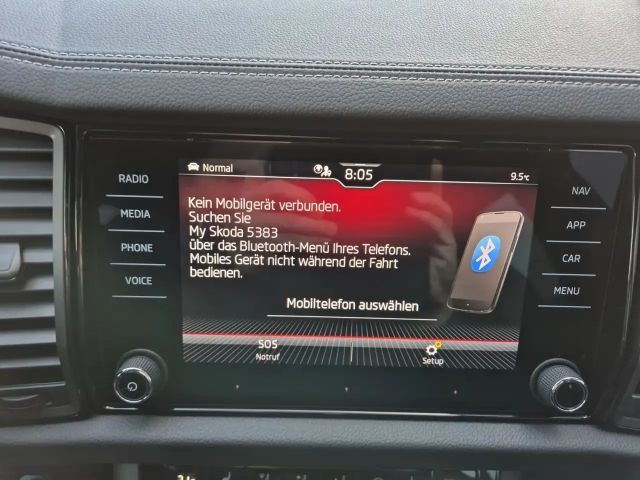 Normal
8:05
9.5°C
RADIO
MEDIA
PHONE
VOICE
Kein Mobilgerät verbunden.
Suchen Sie
My Skoda 5383
über das Bluetooth-Menü Ihres Telefons.
Mobiles Gerät nicht während der Fahrt
bedienen.
Mobiltelefon auswählen
SOS
Notruf
Setup
NAV
APP
CAR
MENU